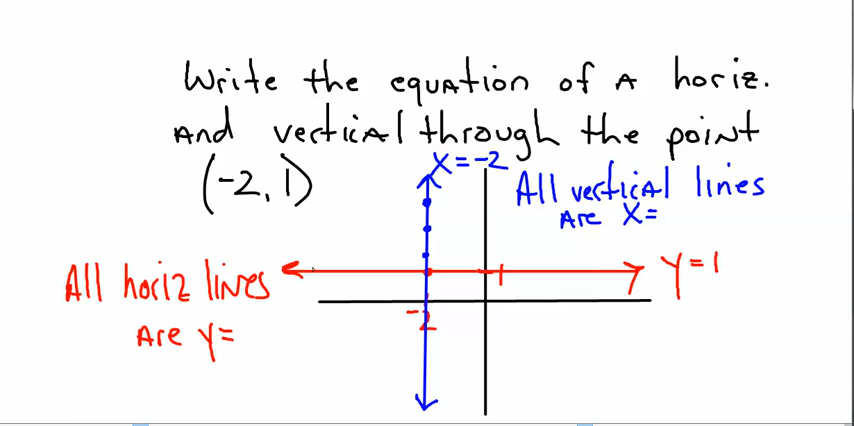 Write the equation of A horiz.
And vertical through the point
(-2, 1)
x = -2
All vertical lines
Are X=
All horiz lines
Are y=
1
y = 1
-2